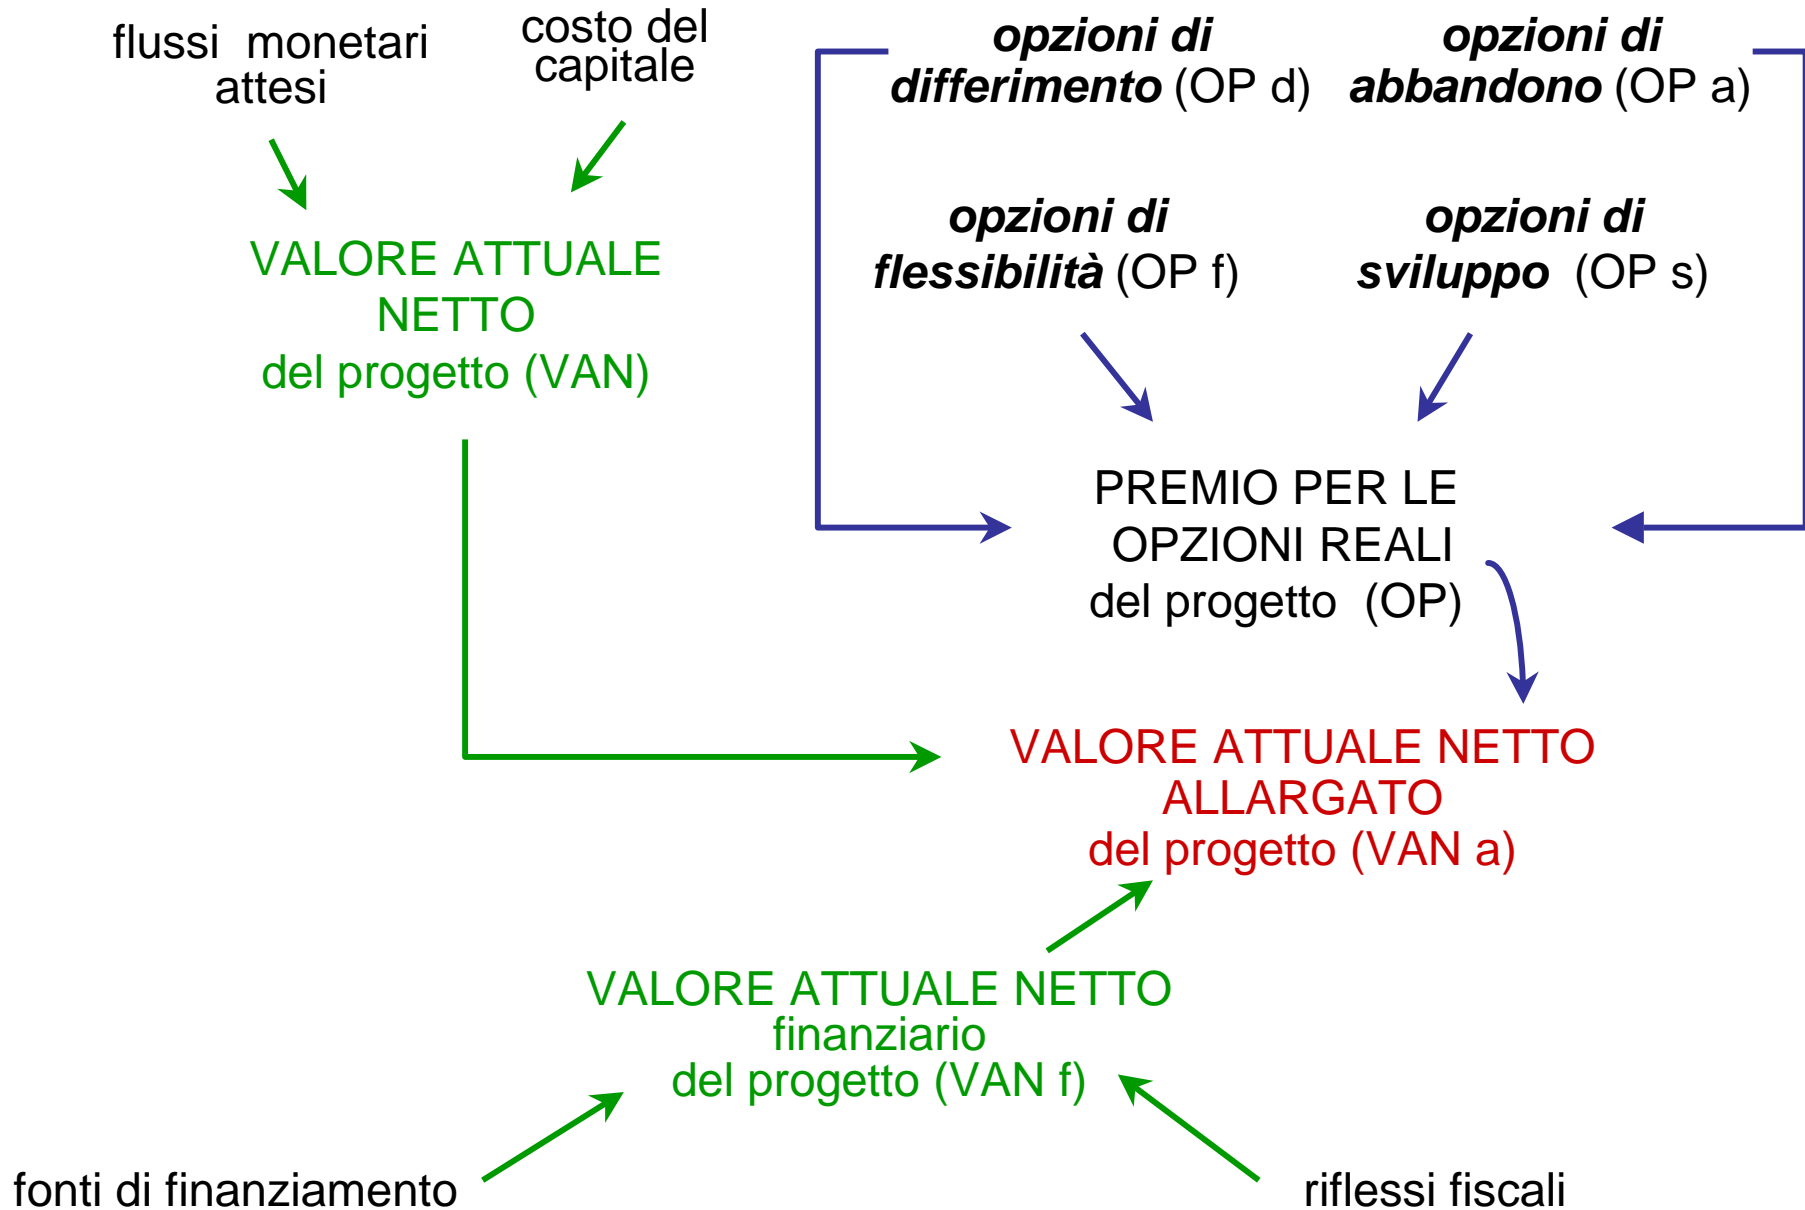 flussi monetari
attesi
costo del
capitale
opzioni di
differimento (OP d)
opzioni di
abbandono (OP a)
opzioni di
flessibilità (OP f)
opzioni di
sviluppo (OP s)
VALORE ATTUALE
NETTO
del progetto (VAN)
PREMIO PER LE
OPZIONI REALI
del progetto (OP)
VALORE ATTUALE NETTO
ALLARGATO
del progetto (VAN a)
VALORE ATTUALE NETTO
finanziario
del progetto (VAN f)
fonti di finanziamento
riflessi fiscali